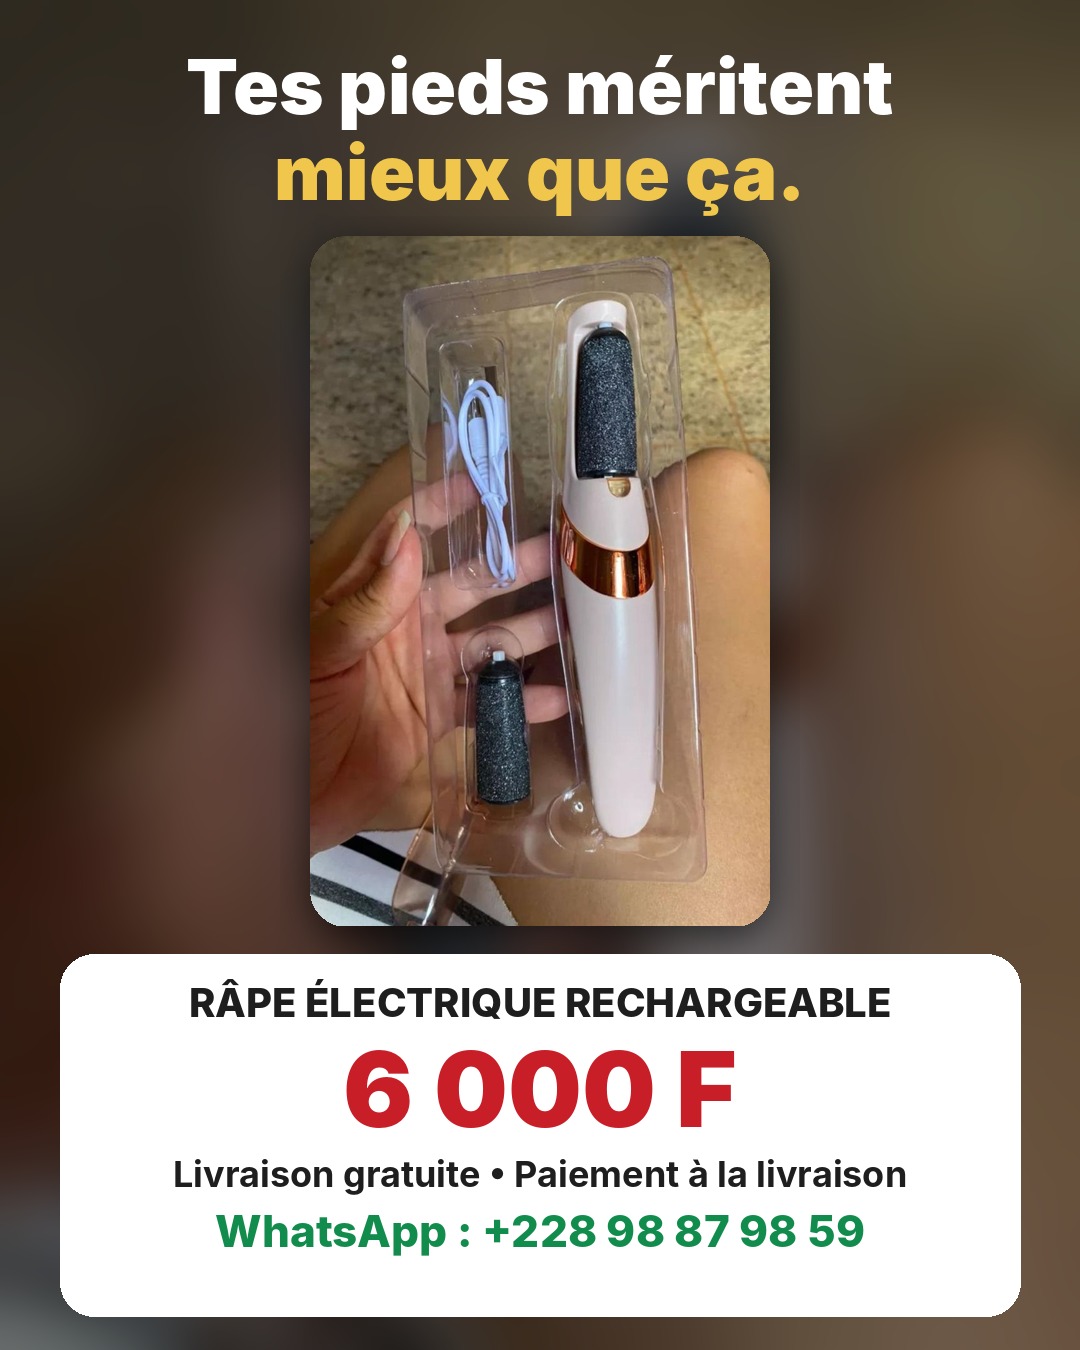 Tes pieds méritent
mieux que ça.
RÂPE ÉLECTRIQUE RECHARGEABLE
6 000 F
Livraison gratuite • Paiement à la livraison
WhatsApp : +228 98 87 98 59